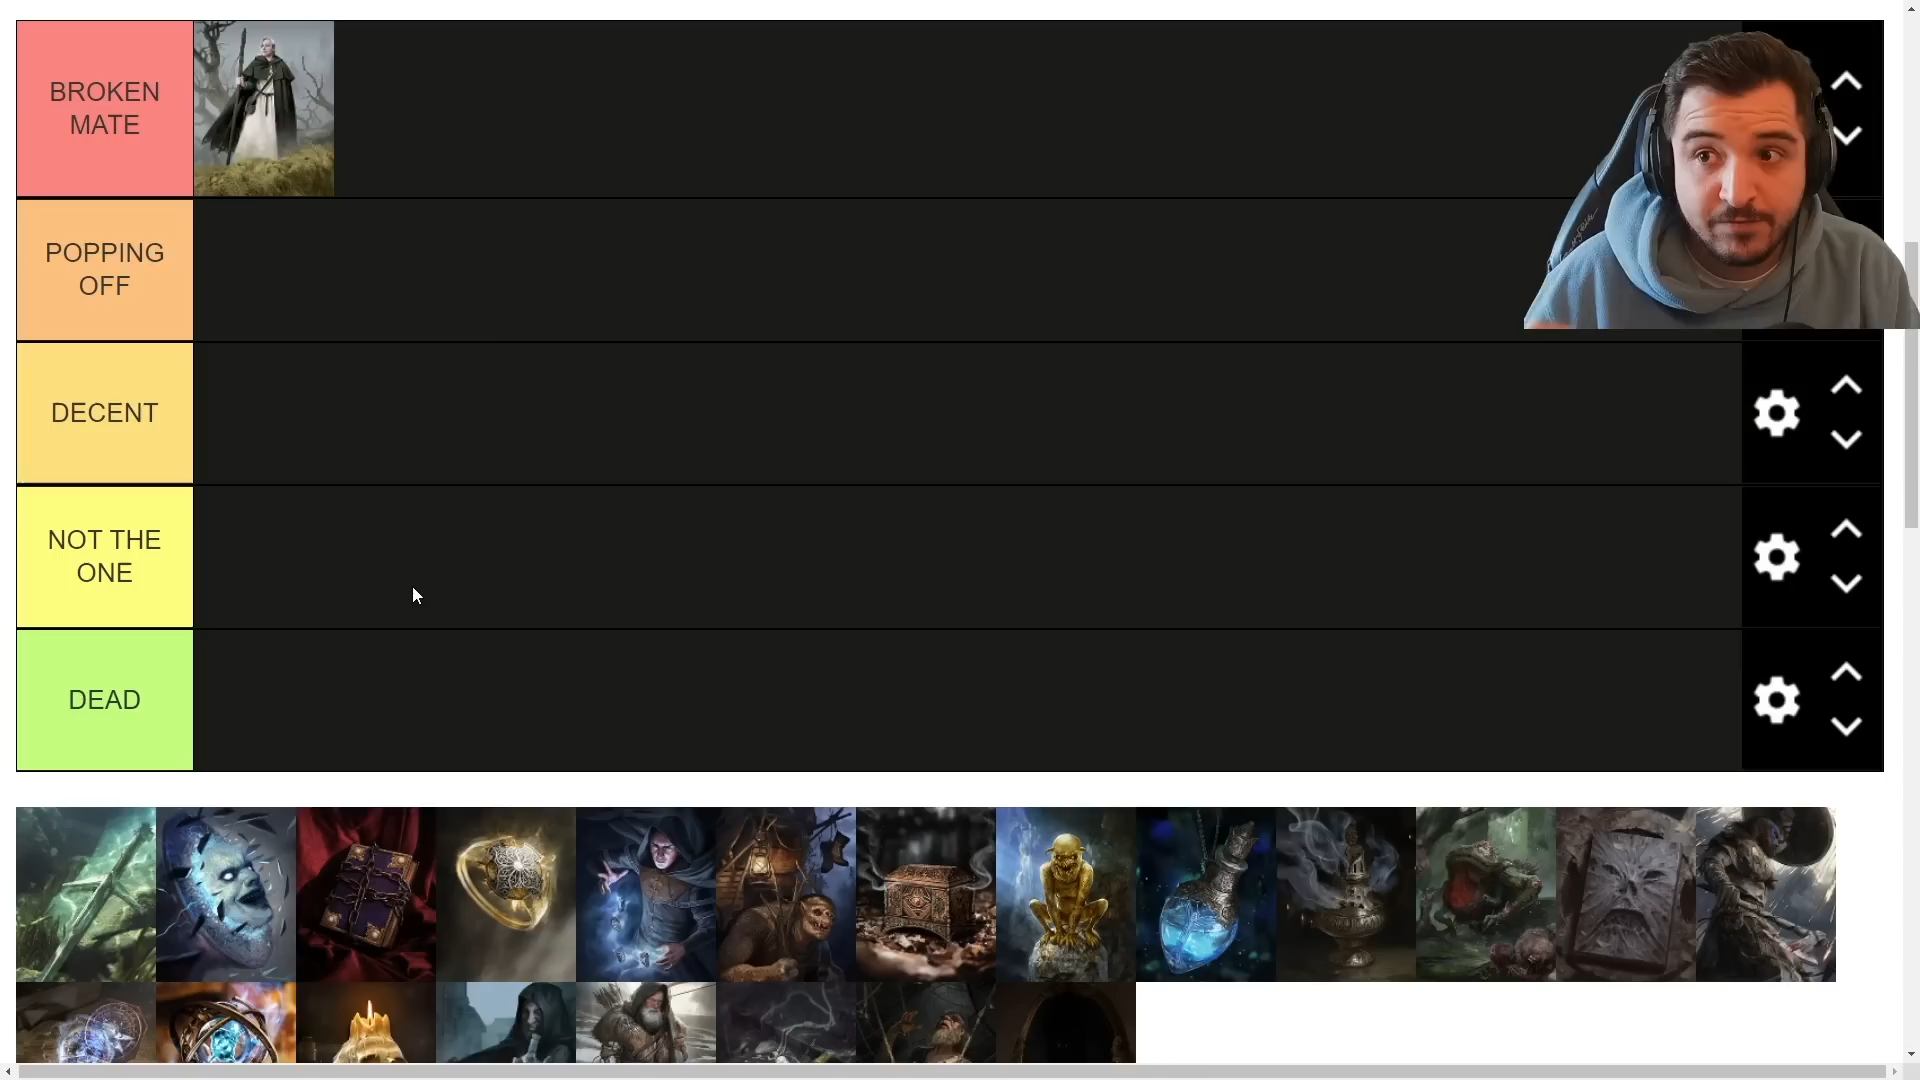 BROKEN
MATE
POPPING
OFF
DECENT
NOT THE
ONE
DEAD